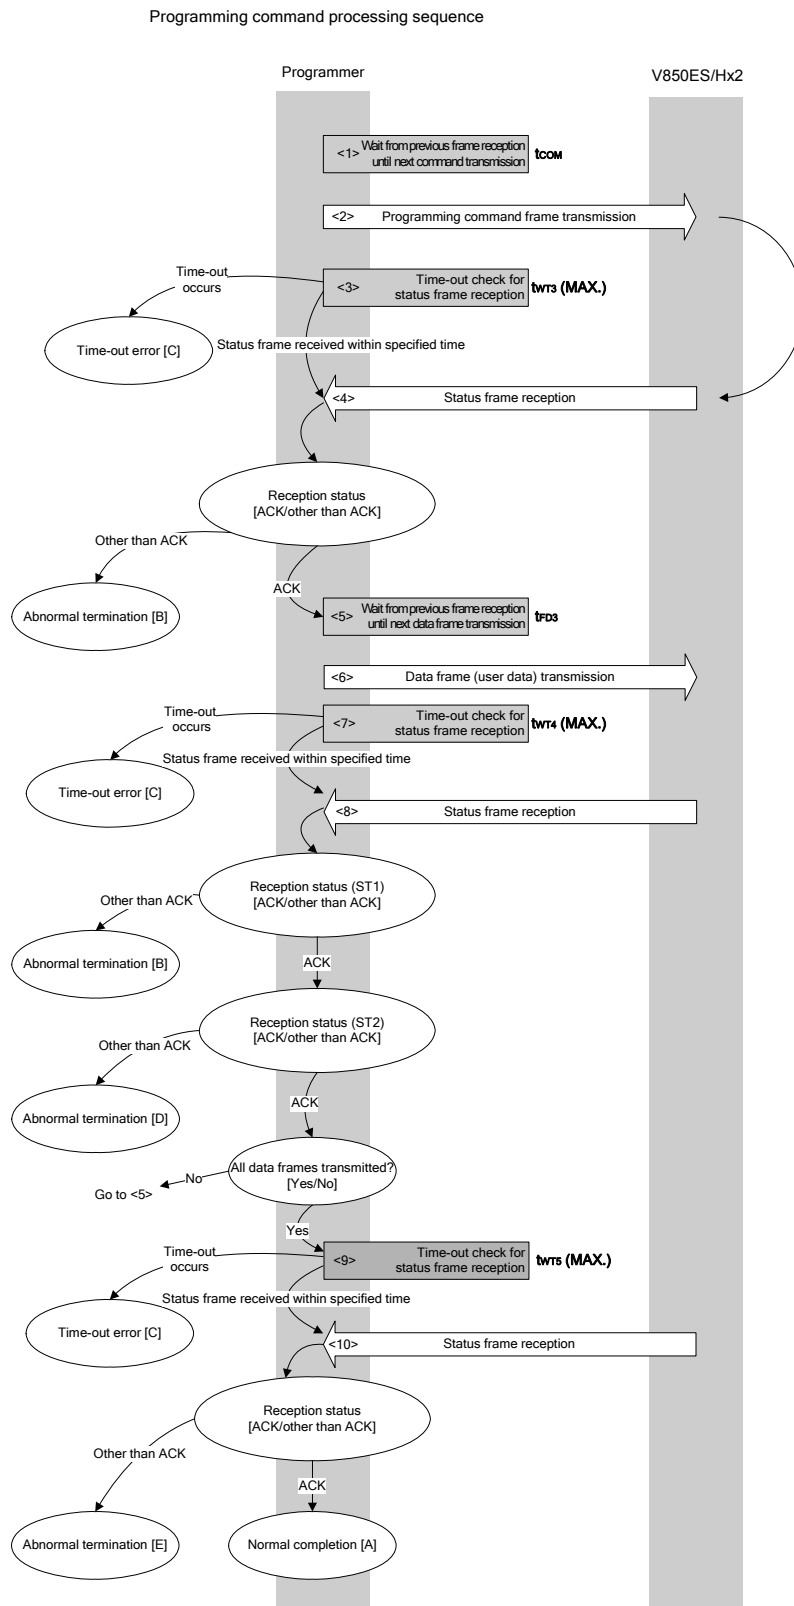 Programming command processing sequence
Programmer
V850ES/Hx2
<1> Wait from previous frame reception
until next command transmission
tCOM
<2> Programming command frame transmission
Time-out
occurs
<3> Time-out check for
status frame reception
tWT3 (MAX.)
Time-out error [C]
Status frame received within specified time
<4> Status frame reception
Reception status
[ACK/other than ACK]
Other than ACK
ACK
Abnormal termination [B]
<5> Wait from previous frame reception
until next data frame transmission
tFD3
<6> Data frame (user data) transmission
Time-out
occurs
<7> Time-out check for
status frame reception
tWT4 (MAX.)
Status frame received within specified time
Time-out error [C]
<8> Status frame reception
Reception status (ST1)
[ACK/other than ACK]
Other than ACK
Abnormal termination [B]
ACK
Reception status (ST2)
[ACK/other than ACK]
Other than ACK
ACK
Abnormal termination [D]
All data frames transmitted?
[Yes/No]
No
Go to <5>
Yes
Time-out
occurs
<9> Time-out check for
status frame reception
tWT5 (MAX.)
Status frame received within specified time
Time-out error [C]
<10> Status frame reception
Reception status
[ACK/other than ACK]
Other than ACK
ACK
Abnormal termination [E]
Normal completion [A]